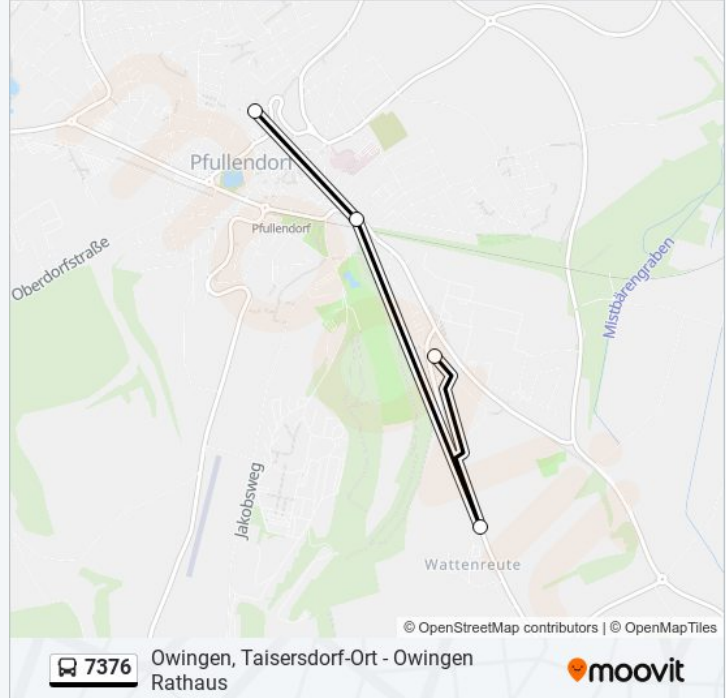 Pfullendorf
Pfullendorf
Oberdorfstraße
Mistbärengraben
Jakobsweg
Wattenreute
© OpenStreetMap contributors | © OpenMapTiles
7376
Owingen, Taisersdorf-Ort - Owingen
Rathaus
moovit